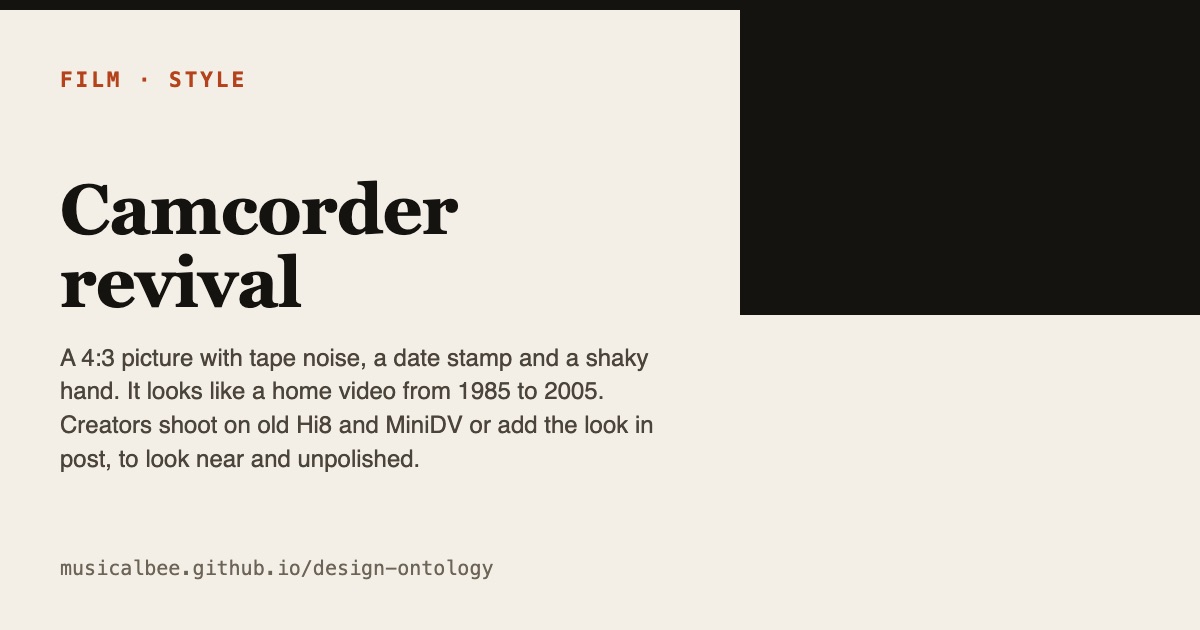 FILM · STYLE
Camcorder
revival
A 4:3 picture with tape noise, a date stamp and a shaky
hand. It looks like a home video from 1985 to 2005.
Creators shoot on old Hi8 and MiniDV or add the look in
post, to look near and unpolished.
musicalbee.github.io/design-ontology